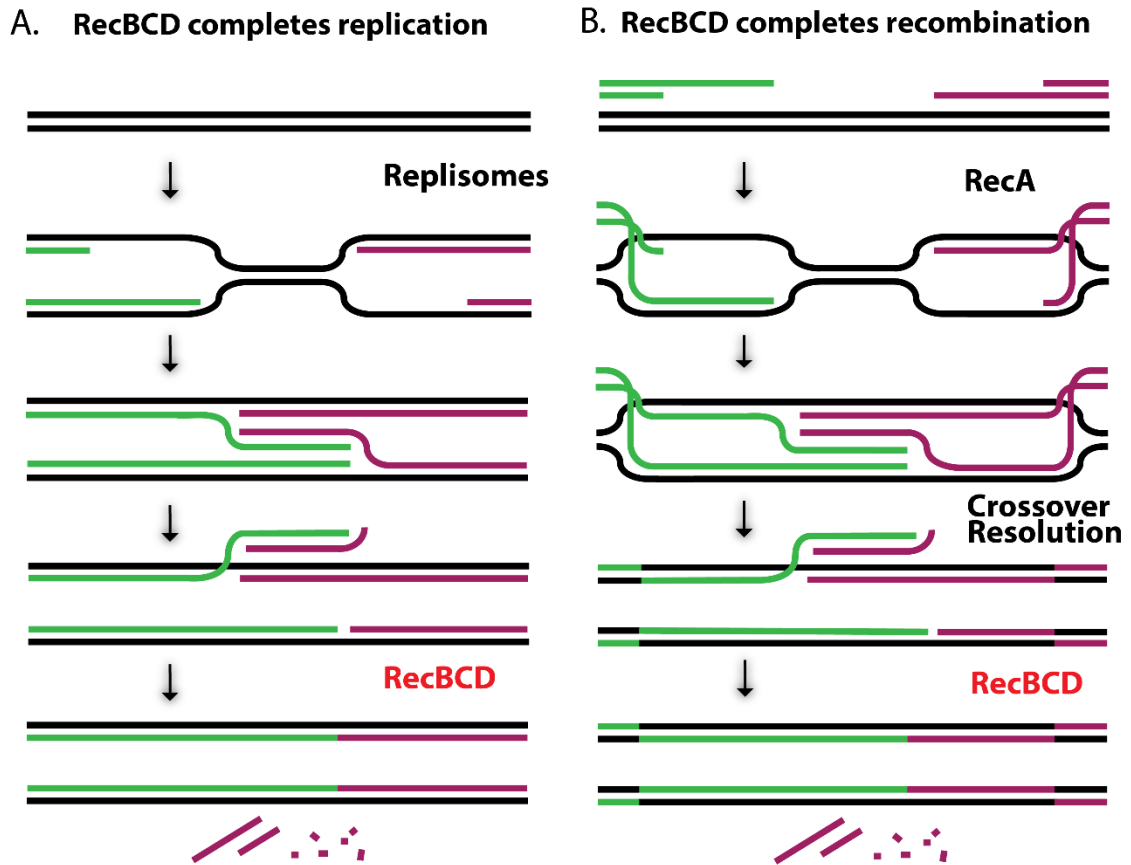 A. RecBCD completes replication
B. RecBCD completes recombination
Replisomes
RecBCD
RecA
Crossover
Resolution
RecBCD